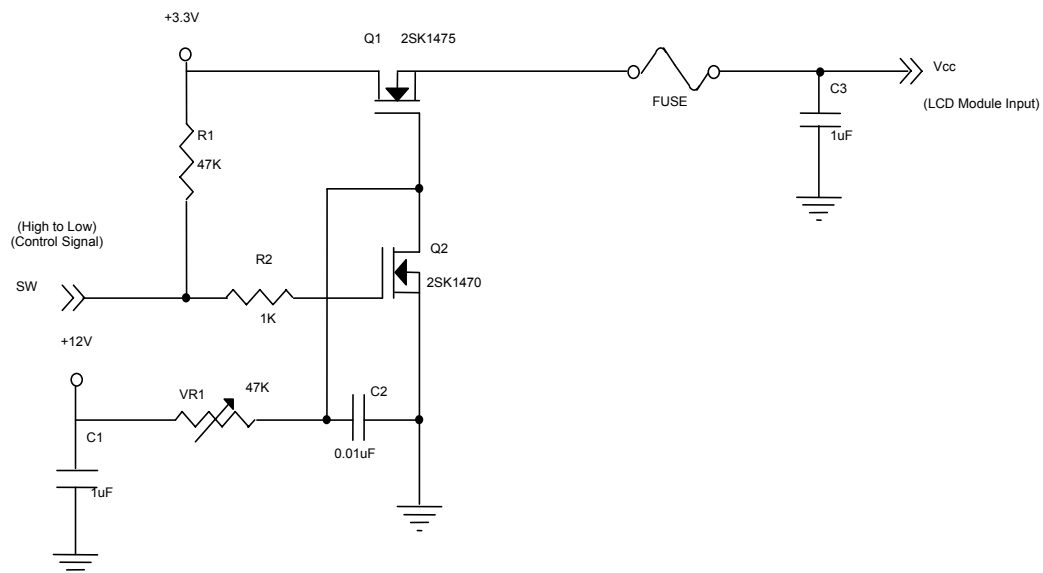 +3.3V
Q1 2SK1475
Vcc
FUSE
C3
(LCD Module Input)
1uF
R1
47K
(High to Low)
(Control Signal)
Q2
R2
2SK1470
SW
1K
+12V
VR1
47K
C2
C1
0.01uF
1uF